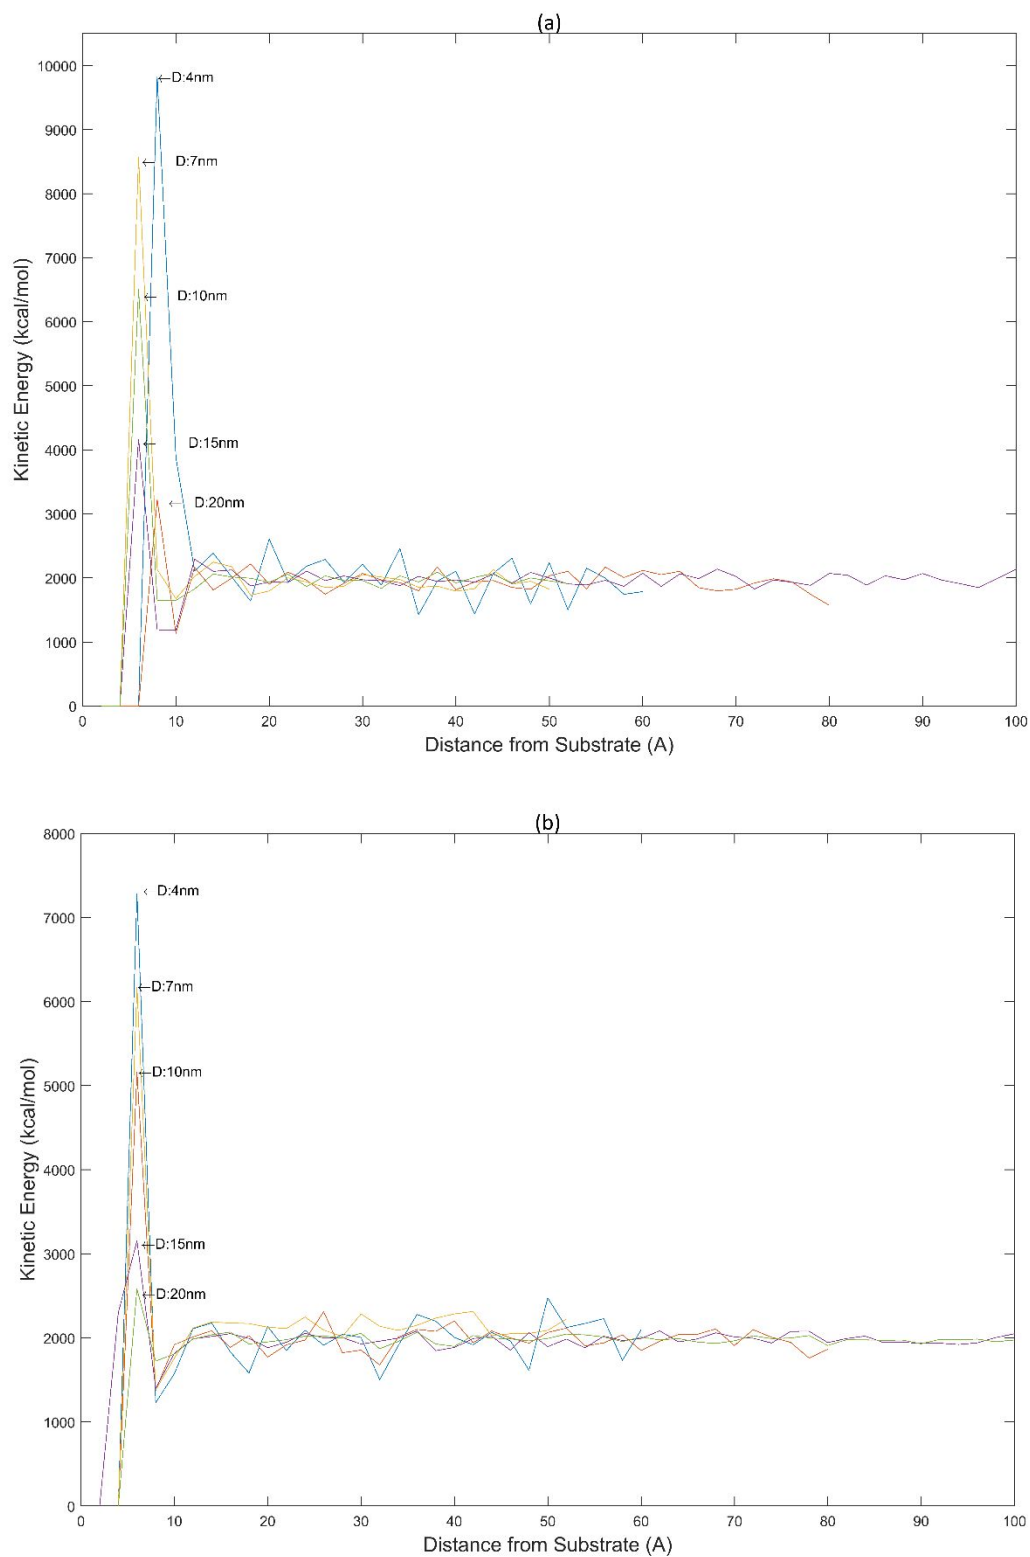 (a)
10000
D:4nm
9000
D:7nm
8000
7000
D:10nm
6000
5000
D:15nm
4000
D:20nm
3000
2000
1000
0
Kinetic Energy (kcal/mol)
0 10 20 30 40 50 60 70 80 90 100
Distance from Substrate (A)
(b)
8000
D:4nm
7000
D:7nm
6000
D:10nm
5000
4000
D:15nm
3000
D:20nm
2000
1000
0
Kinetic Energy (kcal/mol)
0 10 20 30 40 50 60 70 80 90 100
Distance from Substrate (A)